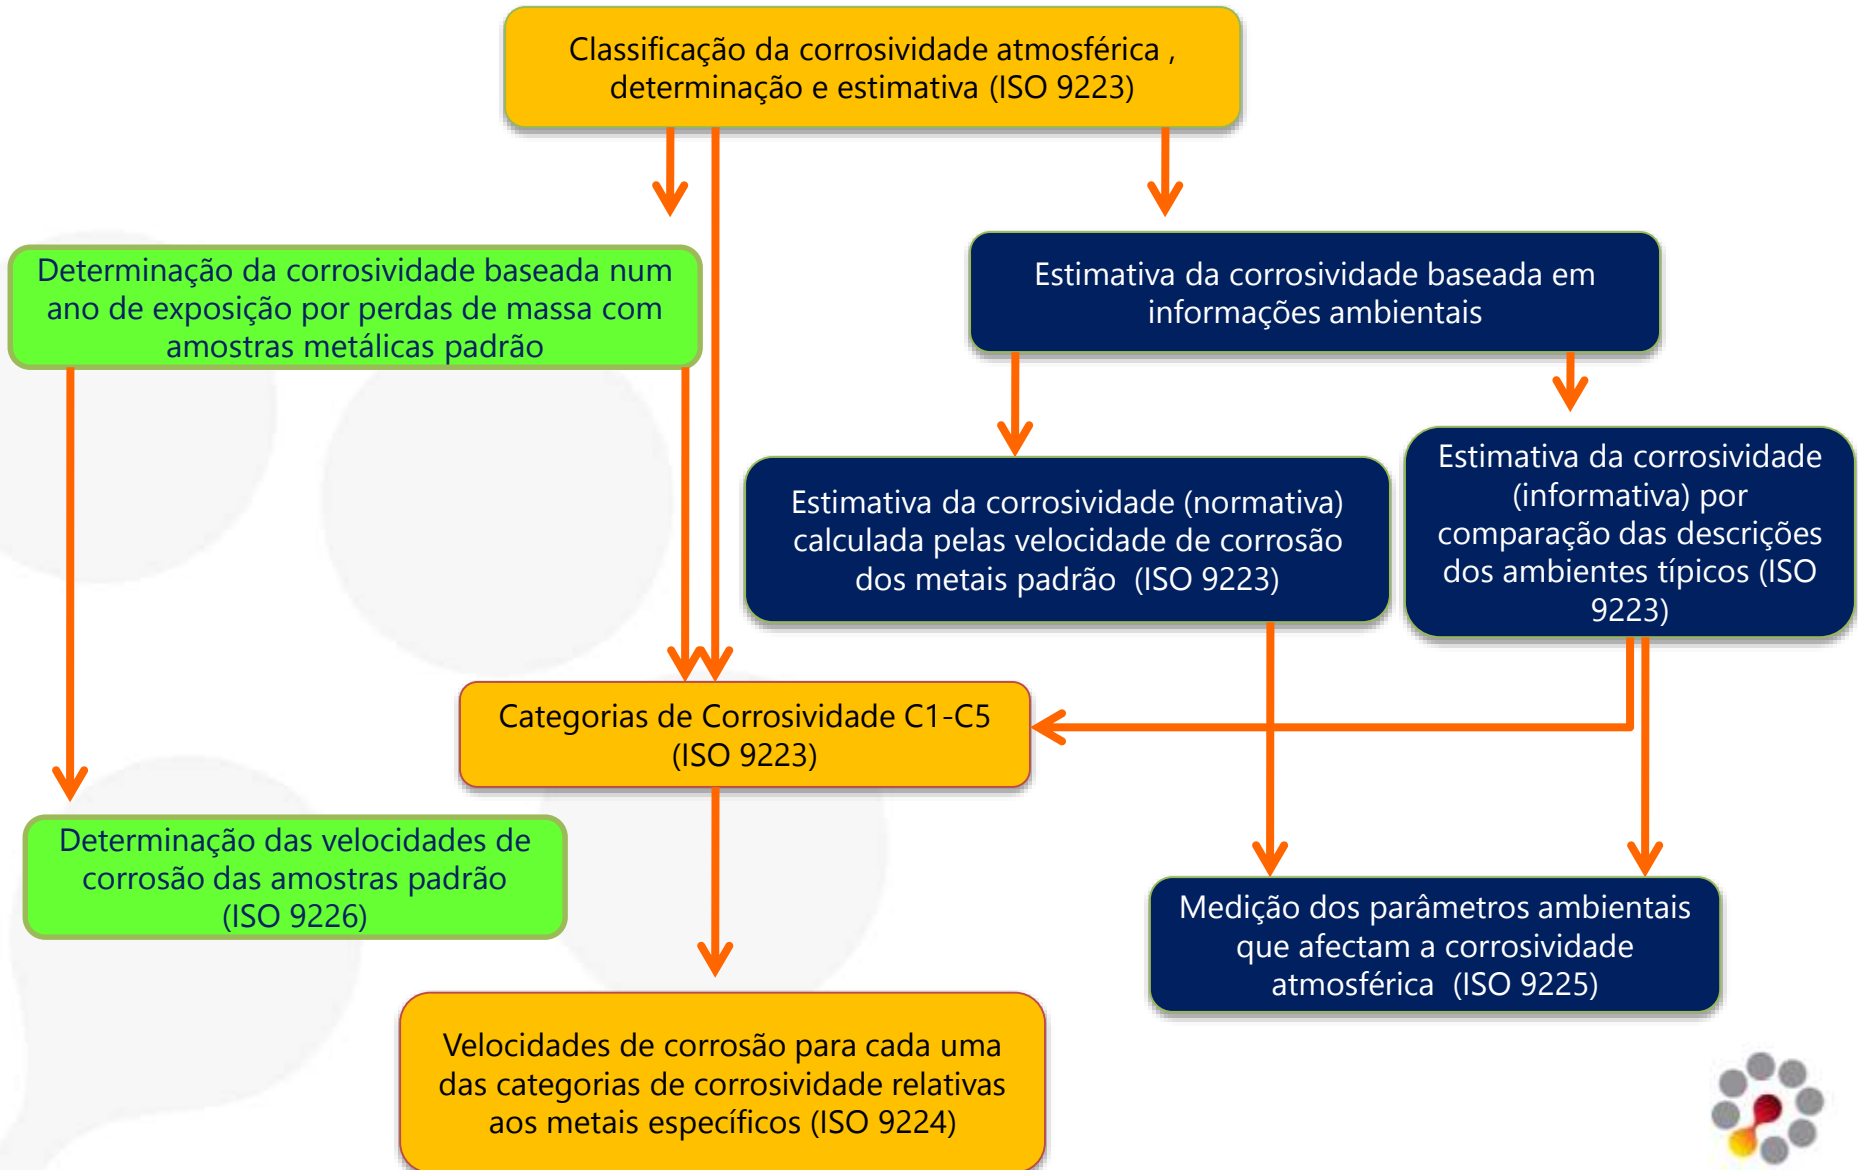 Classificação da corrosividade atmosférica ,
determinação e estimativa (ISO 9223)
Determinação da corrosividade baseada num
ano de exposição por perdas de massa com
amostras metálicas padrão
Estimativa da corrosividade baseada em
informações ambientais
Estimativa da corrosividade (normativa)
calculada pelas velocidade de corrosão
dos metais padrão (ISO 9223)
Estimativa da corrosividade
(informativa) por
comparação das descrições
dos ambientes típicos (ISO
9223)
Categorias de Corrosividade C1-C5
(ISO 9223)
Determinação das velocidades de
corrosão das amostras padrão
(ISO 9226)
Medição dos parâmetros ambientais
que afectam a corrosividade
atmosférica (ISO 9225)
Velocidades de corrosão para cada uma
das categorias de corrosividade relativas
aos metais específicos (ISO 9224)